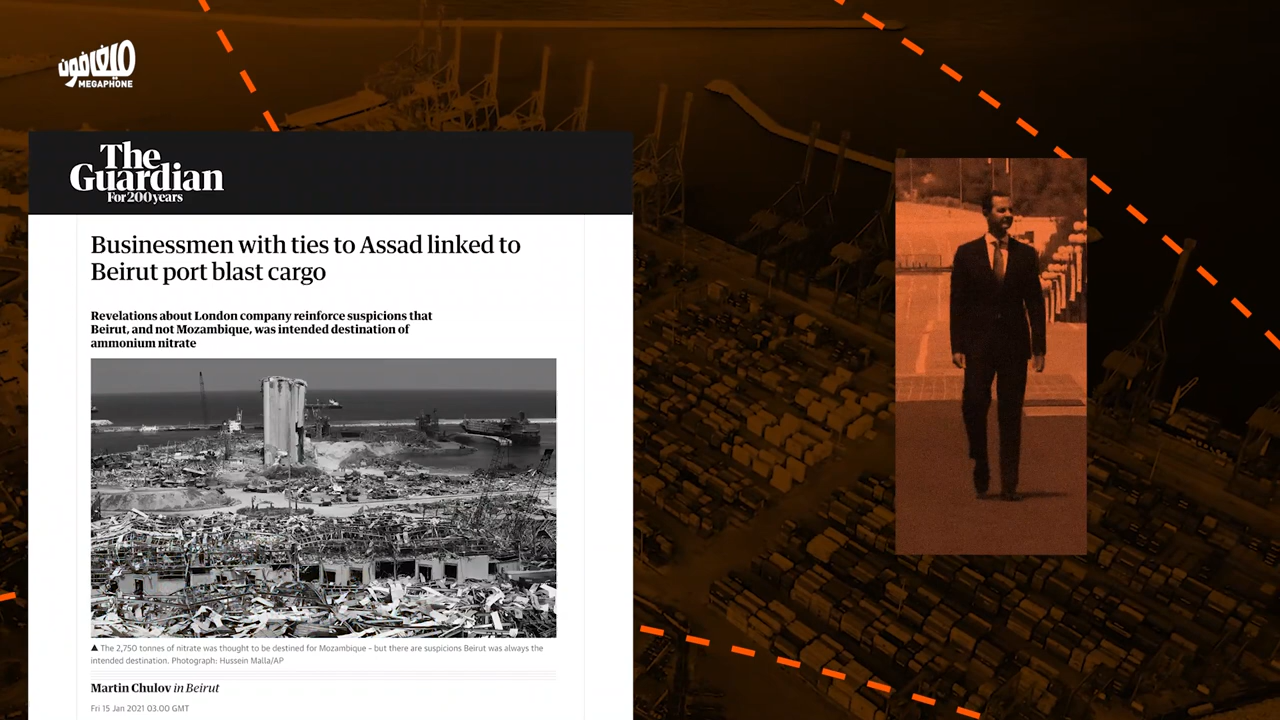 ميغافون
MEGAPHONE
The
Guardian
For 200 years
Businessmen with ties to Assad linked to
Beirut port blast cargo
Revelations about London company reinforce suspicions that
Beirut, and not Mozambique, was intended destination of
ammonium nitrate
▲ The 2,750 tonnes of nitrate was thought to be destined for Mozambique – but there are suspicions Beirut was always the
intended destination. Photograph: Hussein Malla/AP
Martin Chulov in Beirut
Fri 15 Jan 2021 03.00 GMT